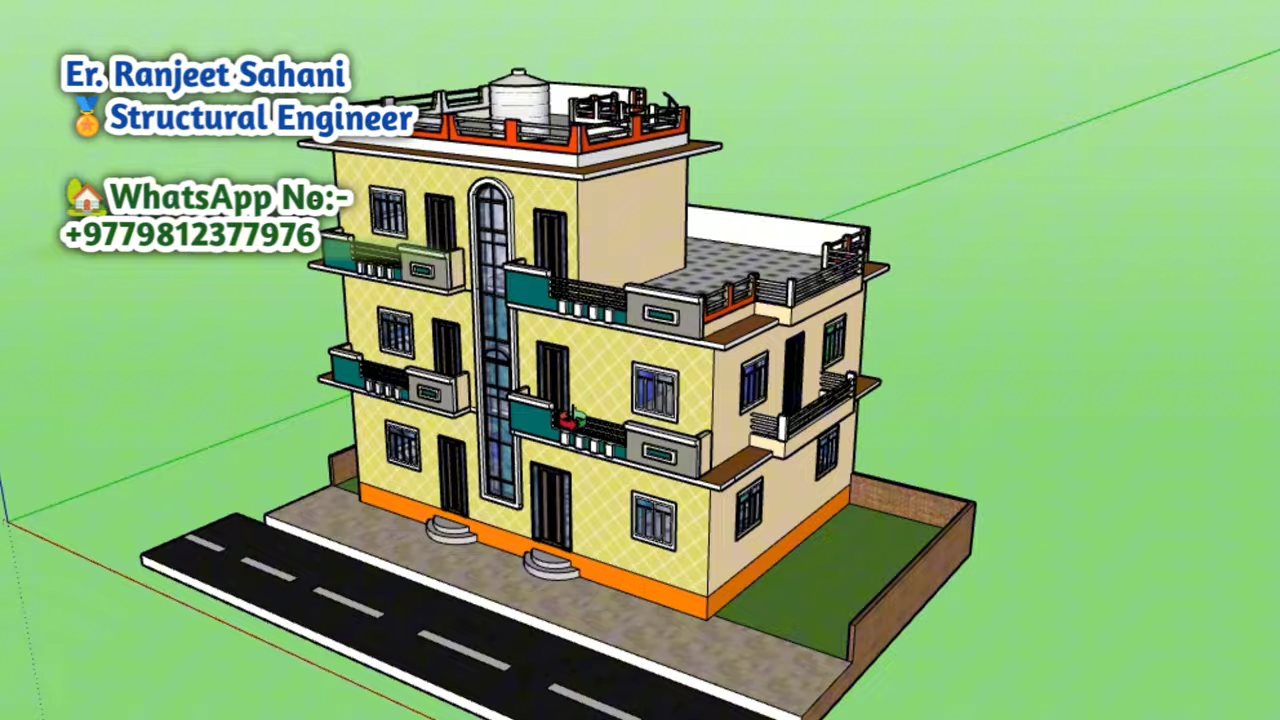 Er. Ranjeet Sahani
🏅Structural Engineer
🏡WhatsApp No:-
+9779812377976